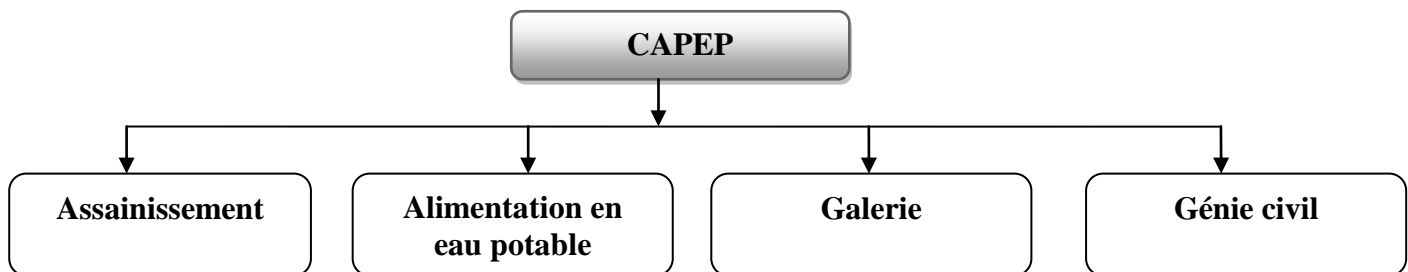 CAPEP
Assainissement
Alimentation en
eau potable
Galerie
Génie civil